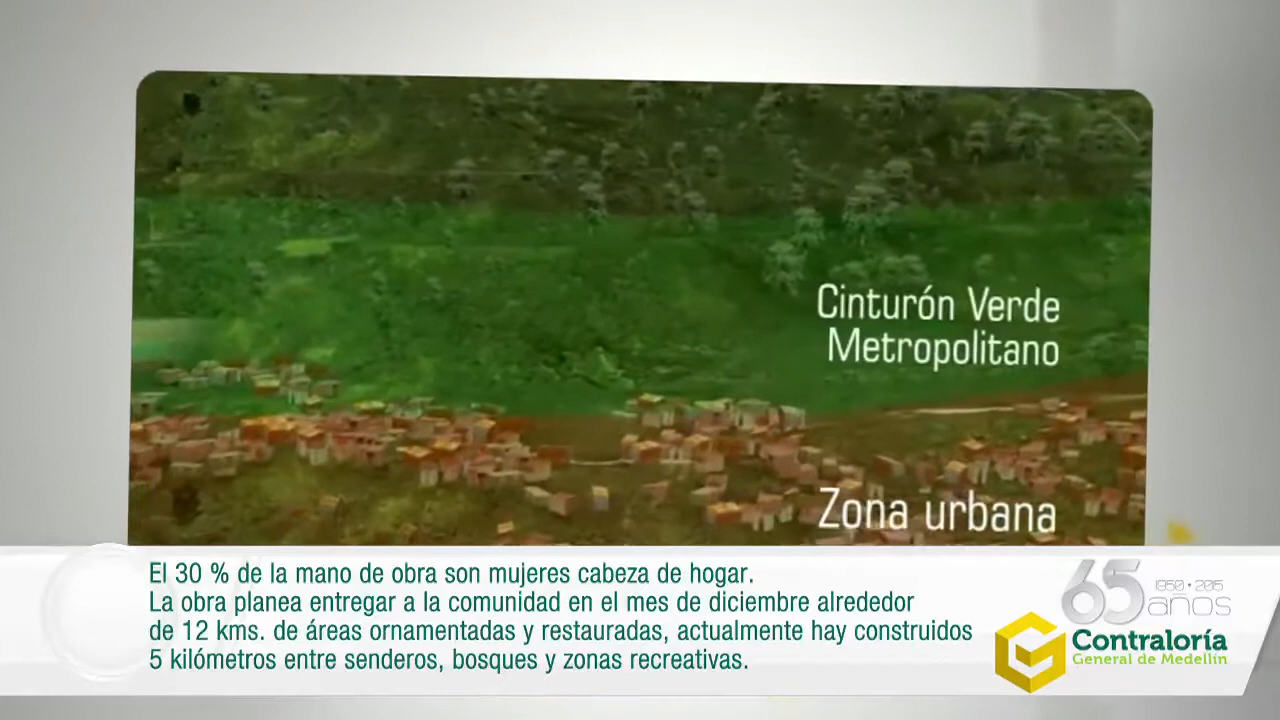 Cinturón Verde
Metropolitano
Zona urbana
El 30 % de la mano de obra son mujeres cabeza de hogar.
La obra planea entregar a la comunidad en el mes de diciembre alrededor
de 12 kms. de áreas ornamentadas y restauradas, actualmente hay construidos
5 kilómetros entre senderos, bosques y zonas recreativas.
65
1950 • 2015
años
Contraloría
General de Medellín